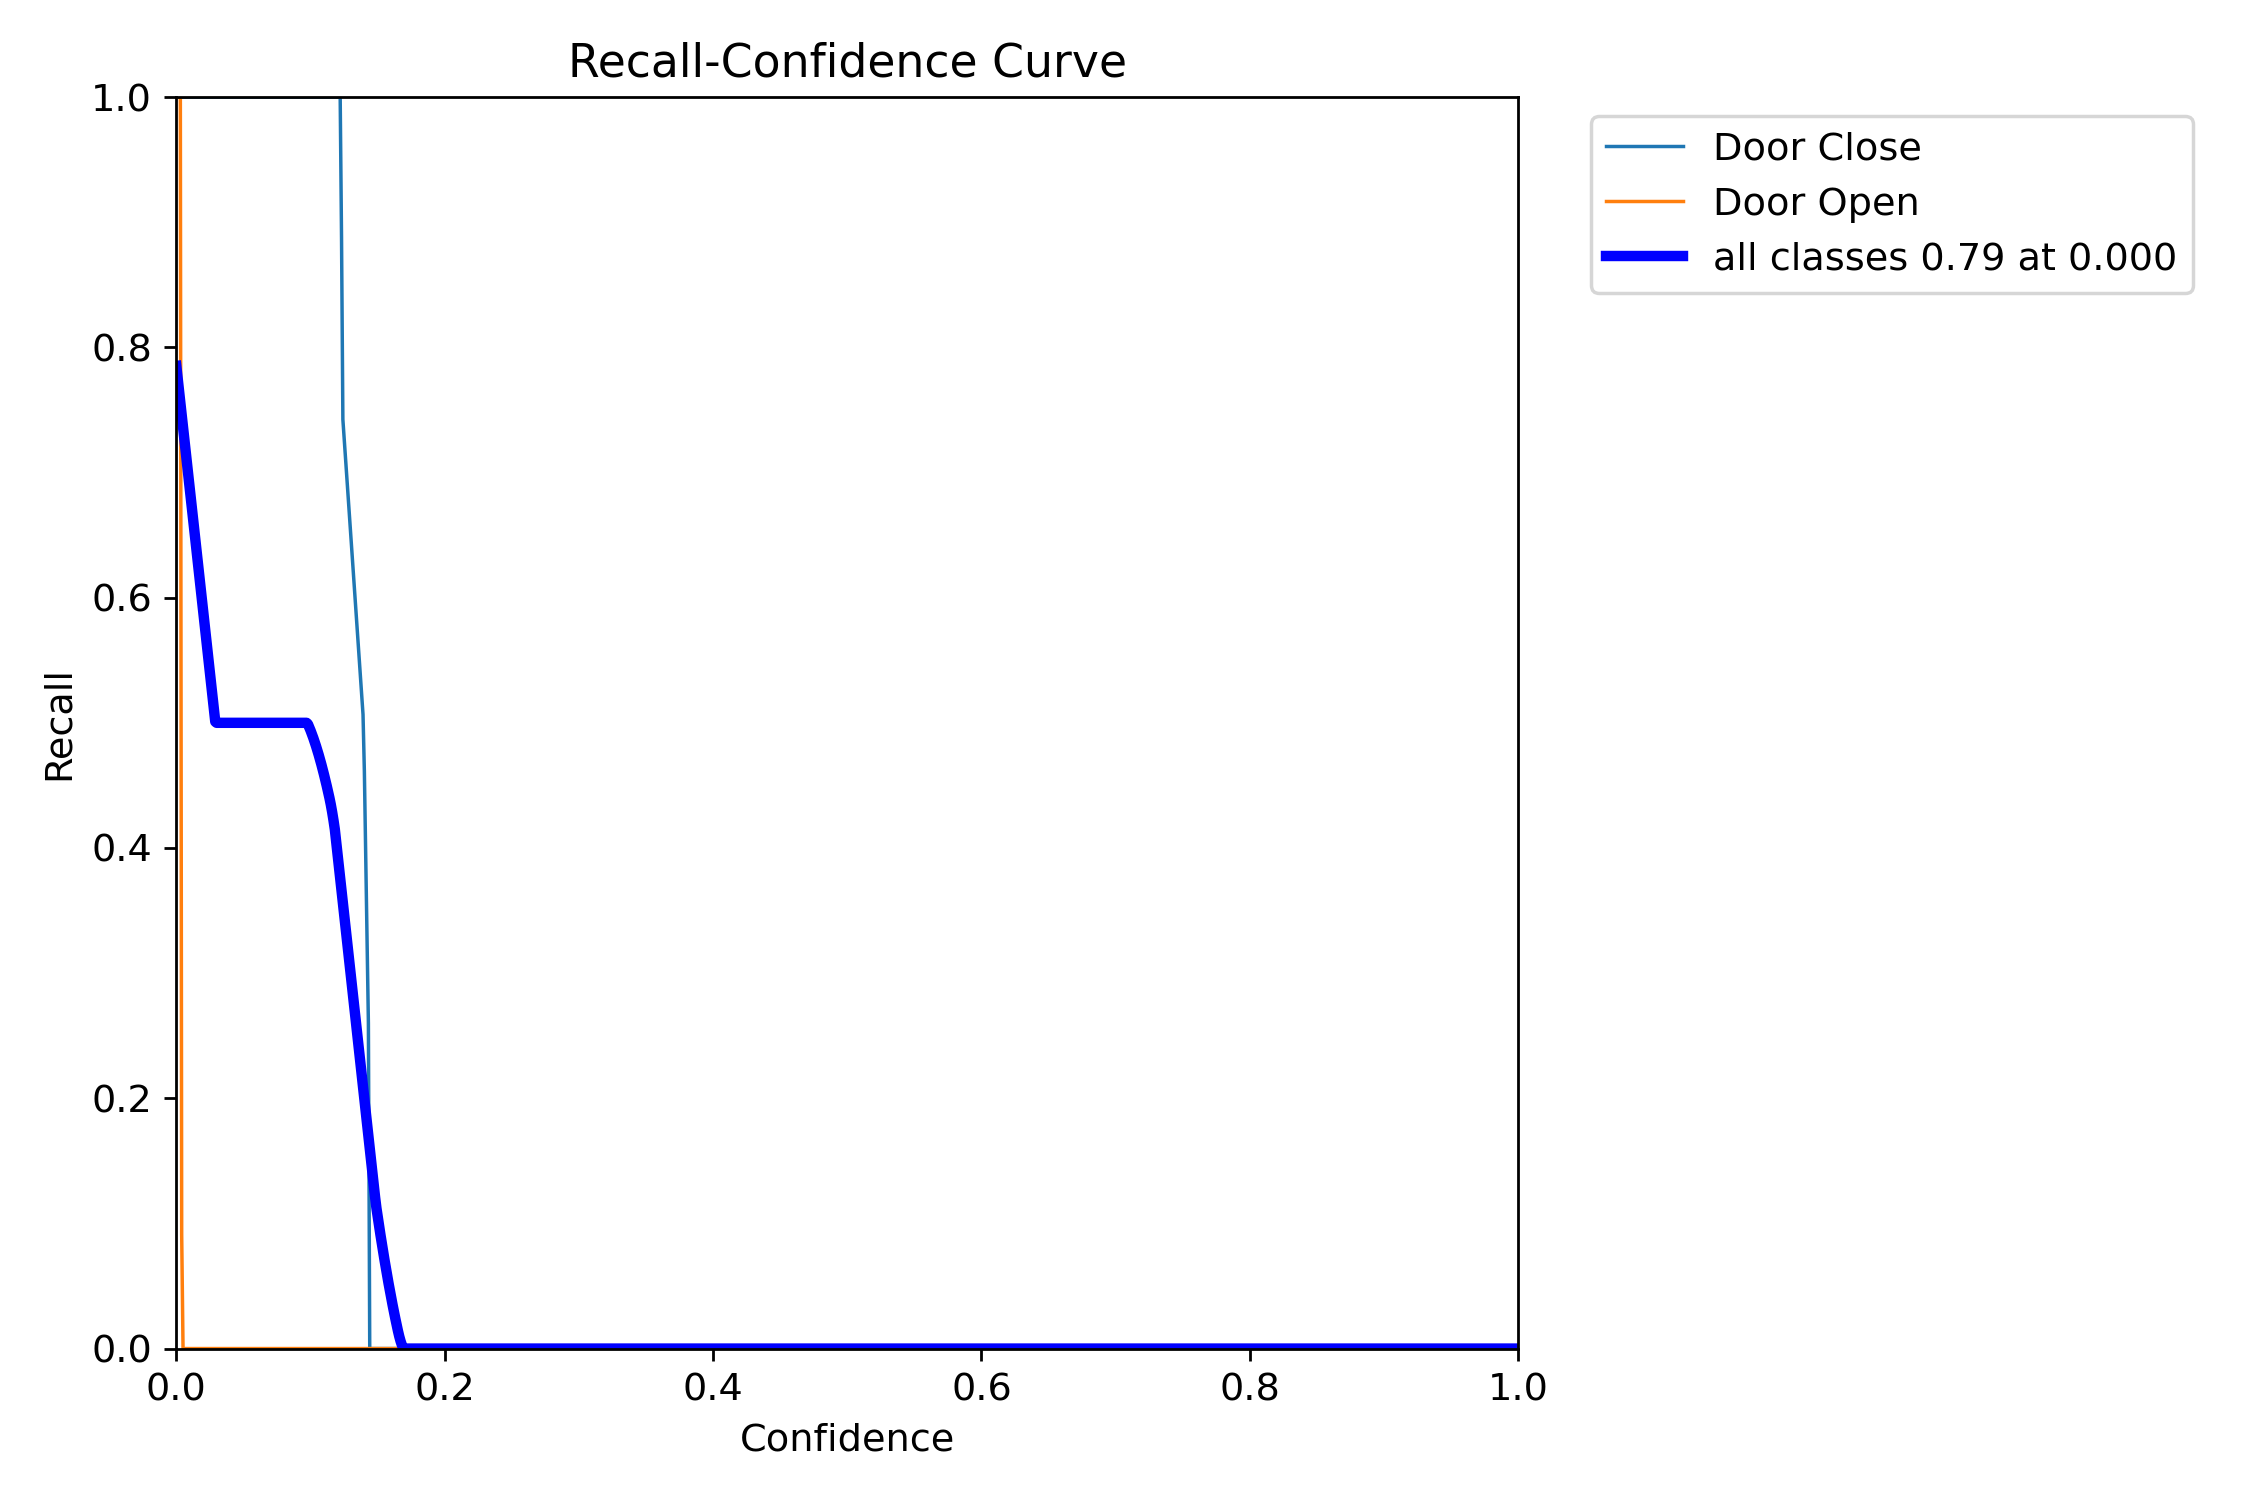 Recall-Confidence Curve
1.0
0.8
0.6
0.4
0.2
0.0
Recall
0.0 0.2 0.4 0.6 0.8 1.0
Confidence
Door Close
Door Open
all classes 0.79 at 0.000